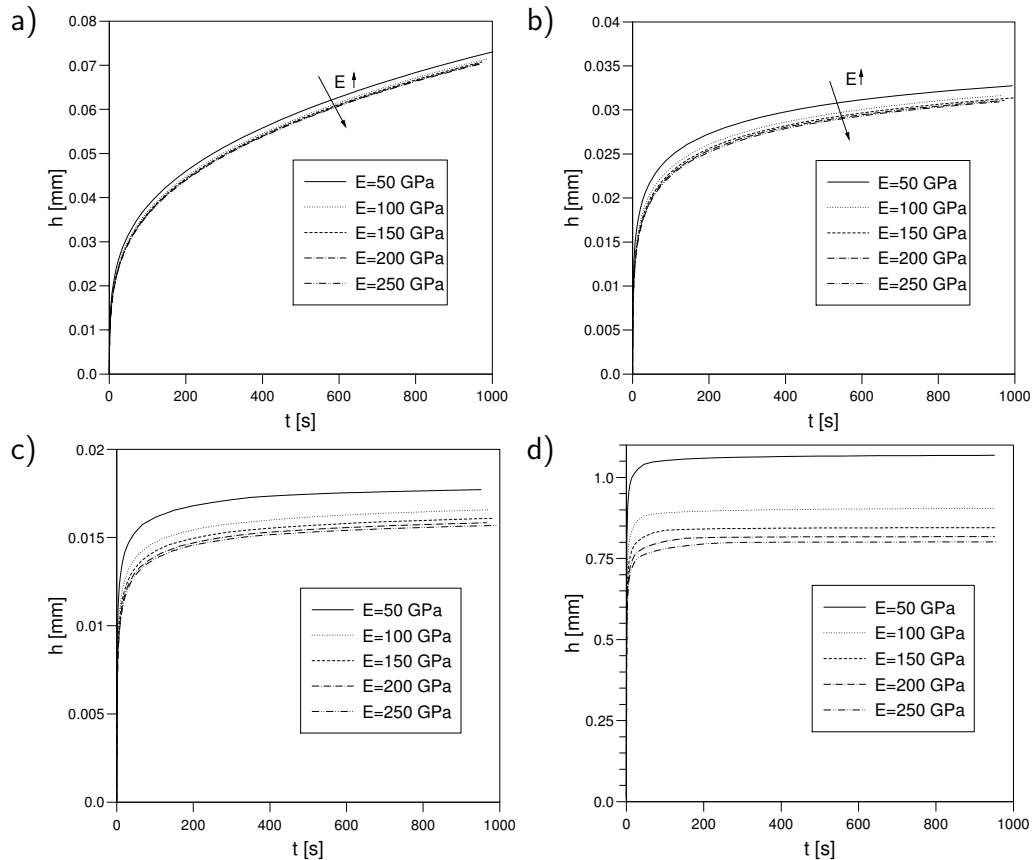 a)
0.08
0.07
0.06
0.05
0.04
0.03
0.02
0.01
0.0
h [mm]
E
E=50 GPa
E=100 GPa
E=150 GPa
E=200 GPa
E=250 GPa
0 200 400 600 800 1000
t [s]
b)
0.04
0.035
0.03
0.025
0.02
0.015
0.01
0.005
0.0
h [mm]
E
E=50 GPa
E=100 GPa
E=150 GPa
E=200 GPa
E=250 GPa
0 200 400 600 800 1000
t [s]
c)
0.02
0.015
0.01
0.005
0.0
h [mm]
E=50 GPa
E=100 GPa
E=150 GPa
E=200 GPa
E=250 GPa
0 200 400 600 800 1000
t [s]
d)
1.0
0.75
0.5
0.25
0.0
h [mm]
E=50 GPa
E=100 GPa
E=150 GPa
E=200 GPa
E=250 GPa
0 200 400 600 800 1000
t [s]